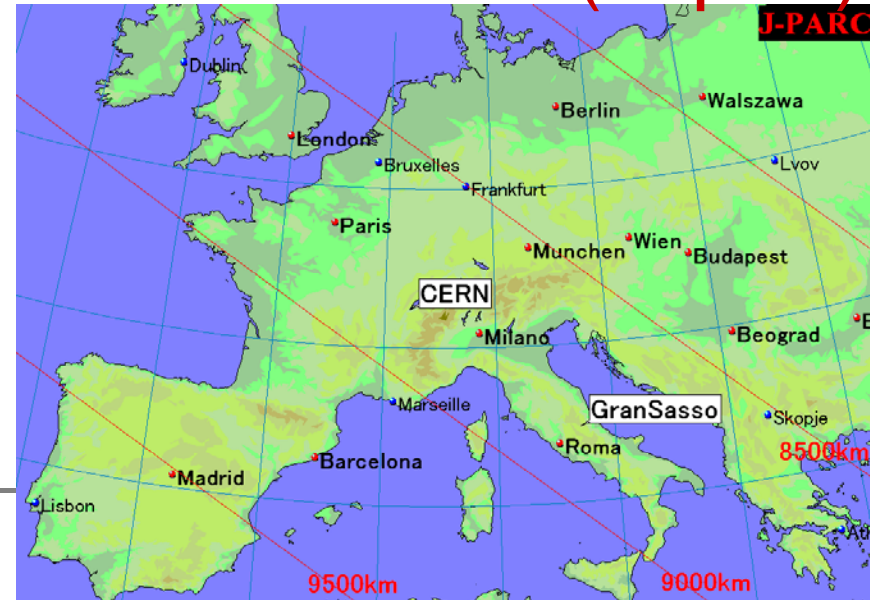 J-PARC
Dublin
London
Berlin
Walszawa
Bruxelles
Frankfurt
Lvov
Paris
Munchen
Wien
Budapest
CERN
Milano
Beograd
Marseille
GranSasso
Skopje
Roma
8500km
Barcelona
Madrid
Lisbon
9500km
9000km